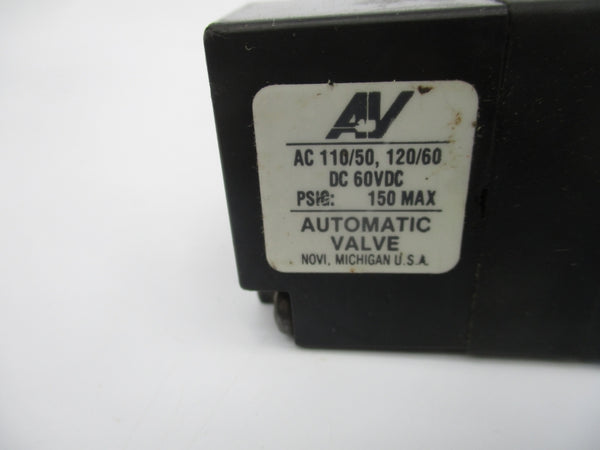 AV
AC 110/50, 120/60
DC 60VDC
PSIG: 150 MAX
AUTOMATIC
VALVE
NOVI, MICHIGAN U.S.A.